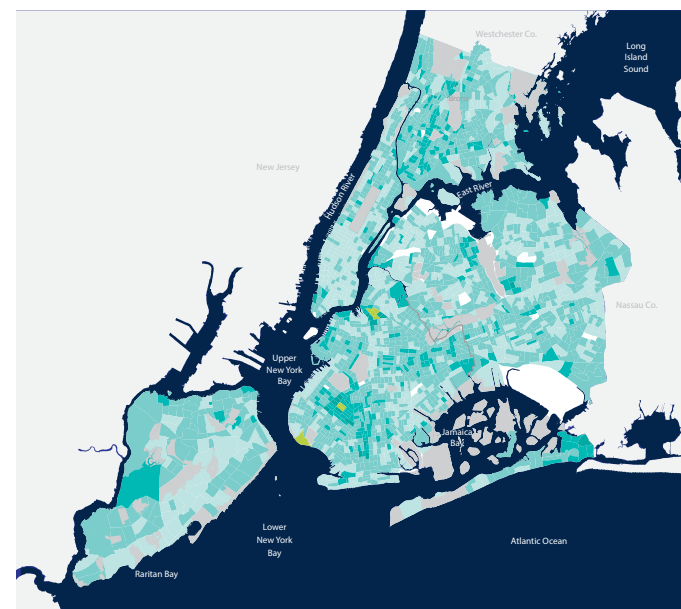 Westchester Co.
Long
Island
Sound
Bronx
New Jersey
Hudson River
East River
Nassau Co.
Upper
New York
Bay
Jamaica
Bay
Lower
New York
Bay
Atlantic Ocean
Raritan Bay